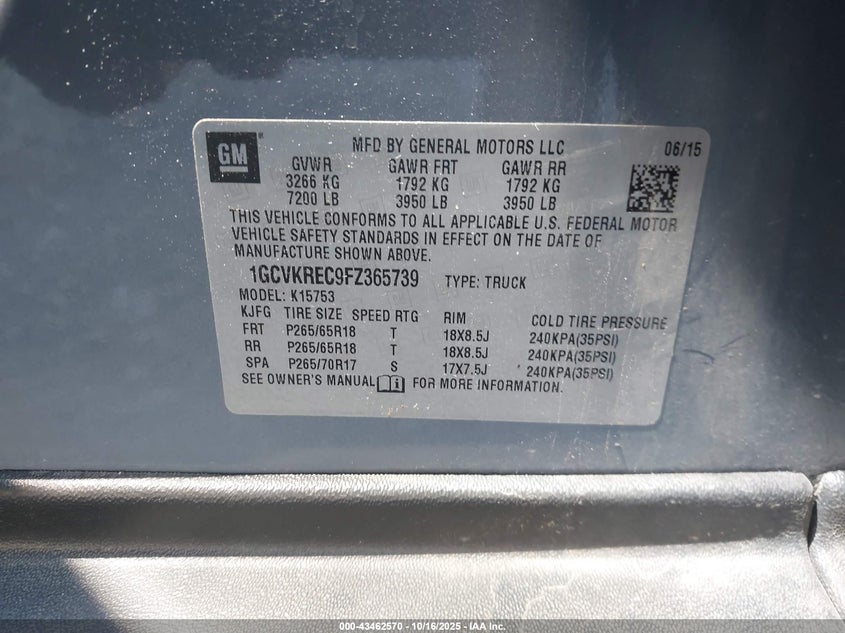 GM
MFD BY GENERAL MOTORS LLC 06/15
GVWR GAWR FRT GAWR RR
3266 KG 1792 KG 1792 KG
7200 LB 3950 LB 3950 LB
THIS VEHICLE CONFORMS TO ALL APPLICABLE U.S. FEDERAL MOTOR
VEHICLE SAFETY STANDARDS IN EFFECT ON THE DATE OF
MANUFACTURE SHOWN ABOVE.
1GCVKREC9FZ365739 TYPE: TRUCK
MODEL: K15753
KJFG TIRE SIZE SPEED RTG RIM COLD TIRE PRESSURE
FRT P265/65R18 T 18X8.5J 240KPA(35PSI)
RR P265/65R18 T 18X8.5J 240KPA(35PSI)
SPA P265/70R17 S 17X7.5J 240KPA(35PSI)
SEE OWNER'S MANUAL FOR MORE INFORMATION.
000-43462570 - 10/16/2025 - IAA Inc.